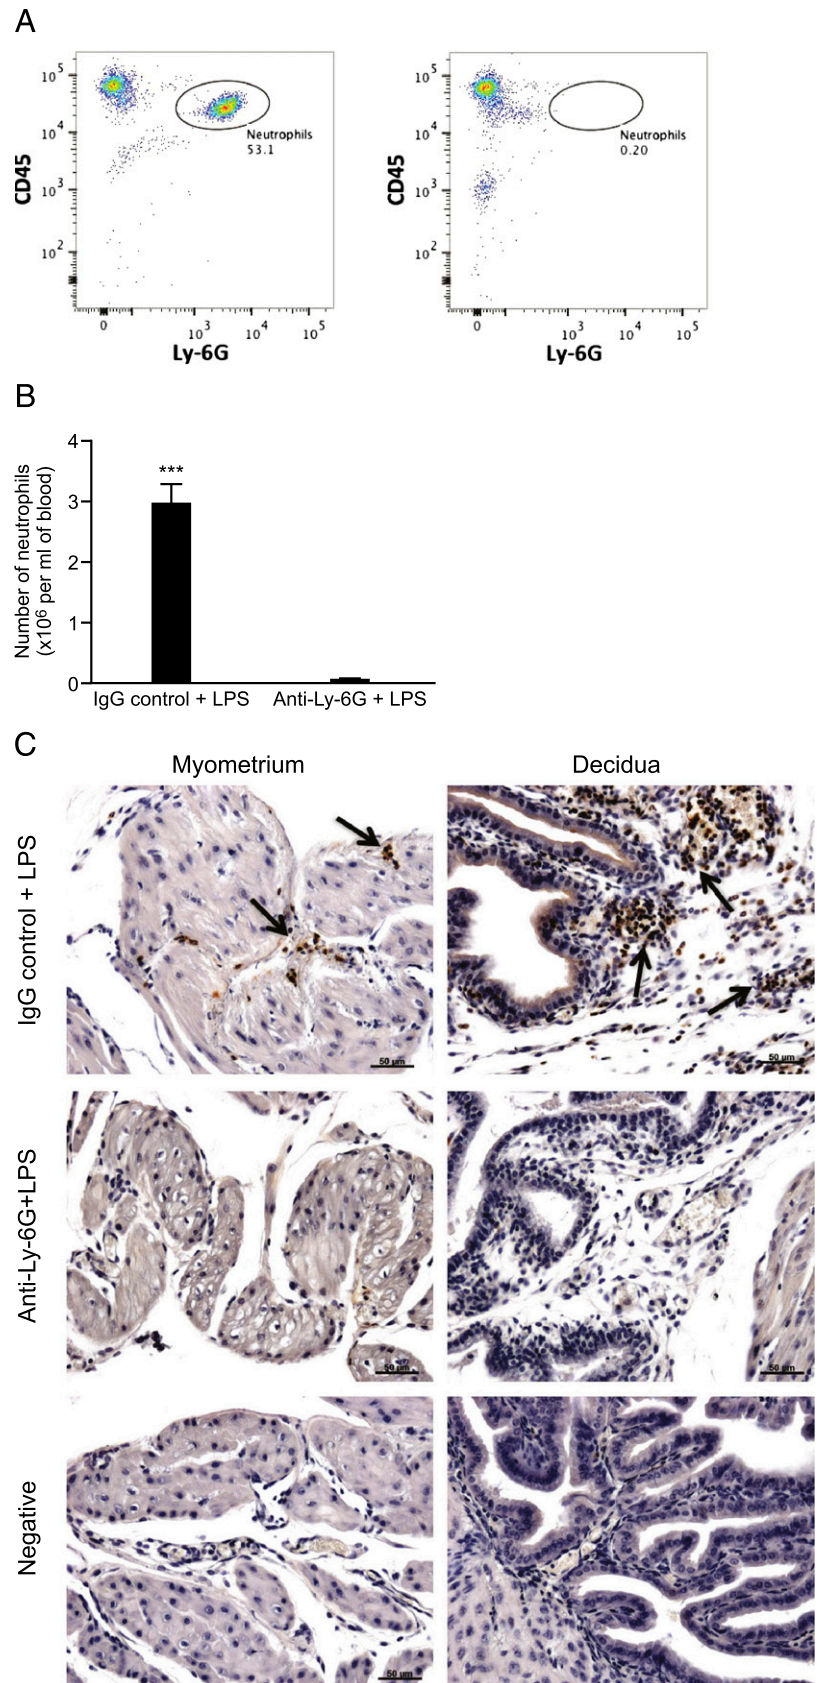 A
10^5
10^4
10^3
10^2
CD45
Neutrophils
53.1
0
10^3
10^4
10^5
Ly-6G
10^5
10^4
10^3
10^2
CD45
Neutrophils
0.20
0
10^3
10^4
10^5
Ly-6G
B
Number of neutrophils
(x10^6 per ml of blood)
4
3
2
1
0
***
IgG control + LPS
Anti-Ly-6G + LPS
C
Myometrium
Decidua
IgG control + LPS
50 µm
50 µm
Anti-Ly-6G+LPS
50 µm
50 µm
Negative
50 µm